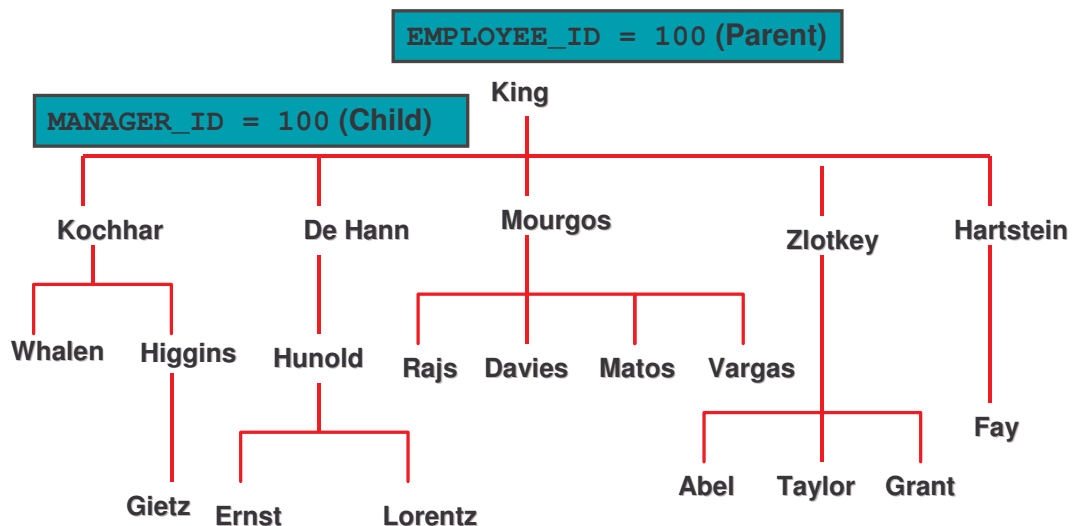 EMPLOYEE_ID = 100 (Parent)
King
MANAGER_ID = 100 (Child)
Kochhar
De Hann
Mourgos
Zlotkey
Hartstein
Whalen
Higgins
Hunold
Rajs
Davies
Matos
Vargas
Fay
Gietz
Ernst
Lorentz
Abel
Taylor
Grant